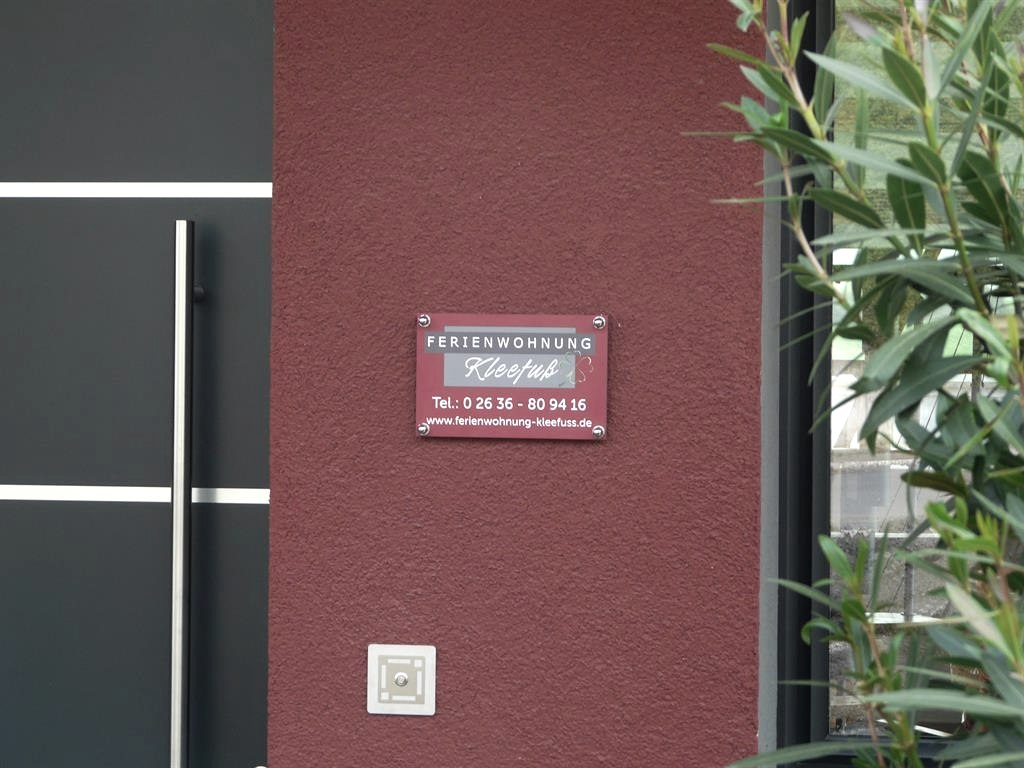 FERIENWOHNUNG
Kleefuß
Tel.: 0 26 36 - 80 94 16
www.ferienwohnung-kleefuss.de